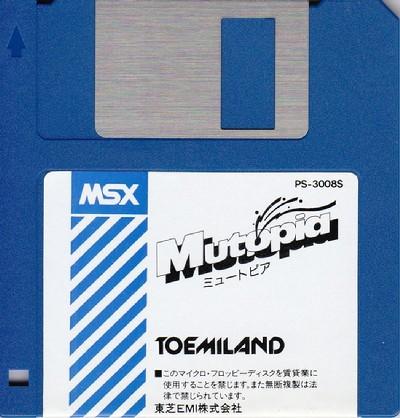 PS-3008S
MSX
Mutopia
ミュートピア
TOEMILAND
■このマイクロ・フロッピーディスクを賃貸業に
使用することを禁じます。また無断複製は法
律で禁じられています。
東芝EMI株式会社